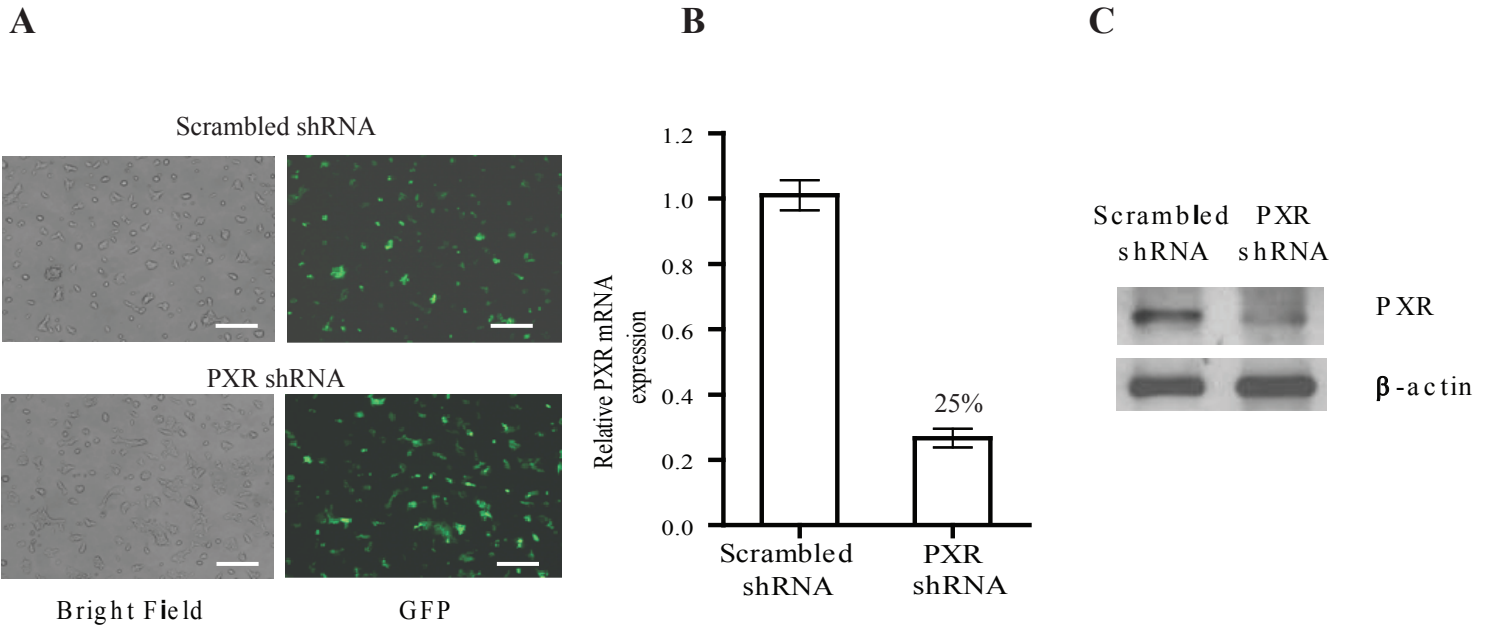 A
B
C
Scrambled shRNA
PXR shRNA
Bright Field
GFP
Relative PXR mRNA
expression
1.2
1.0
0.8
0.6
0.4
0.2
0.0
25%
Scrambled
shRNA
PXR
shRNA
Scrambled
shRNA
PXR
shRNA
PXR
β-actin